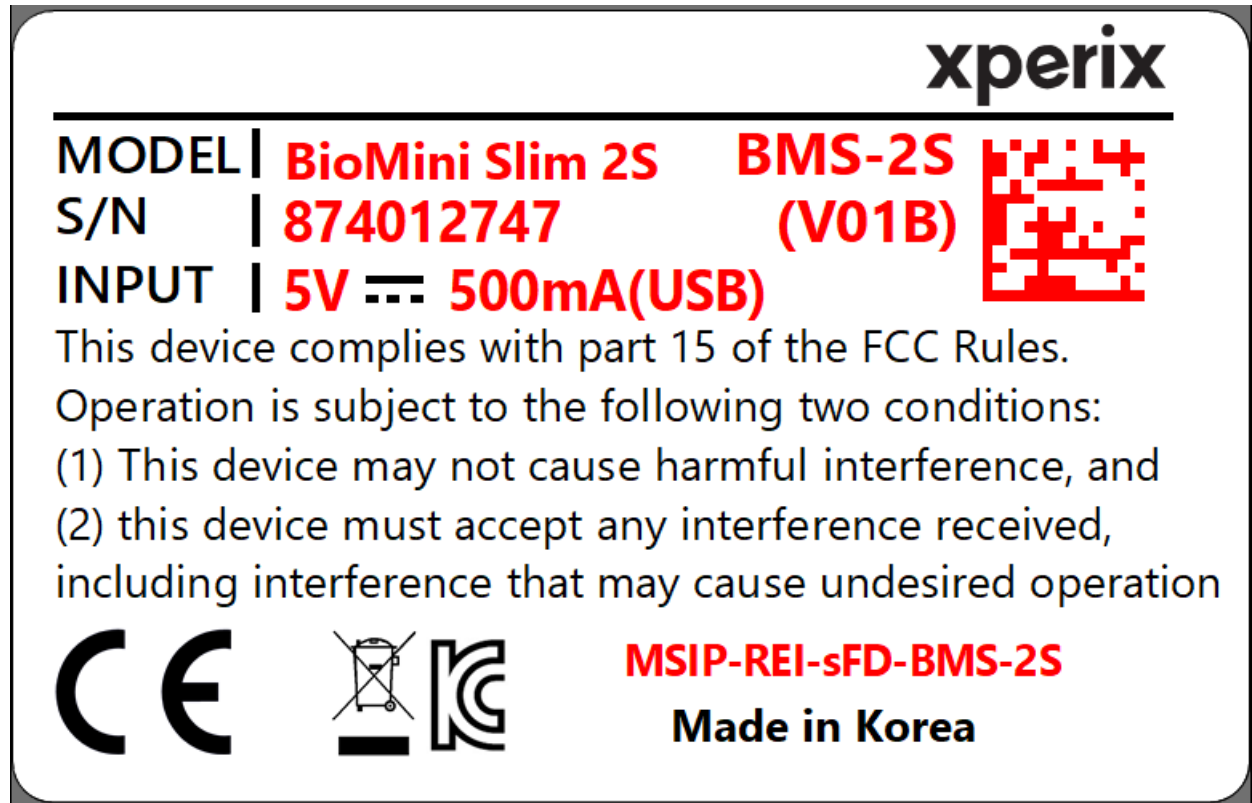 xperix
MODEL BioMini Slim 2S BMS-2S
S/N 874012747 (V01B)
INPUT 5V ⎓ 500mA(USB)
This device complies with part 15 of the FCC Rules.
Operation is subject to the following two conditions:
(1) This device may not cause harmful interference, and
(2) this device must accept any interference received,
including interference that may cause undesired operation
CE
MSIP-REI-sFD-BMS-2S
Made in Korea